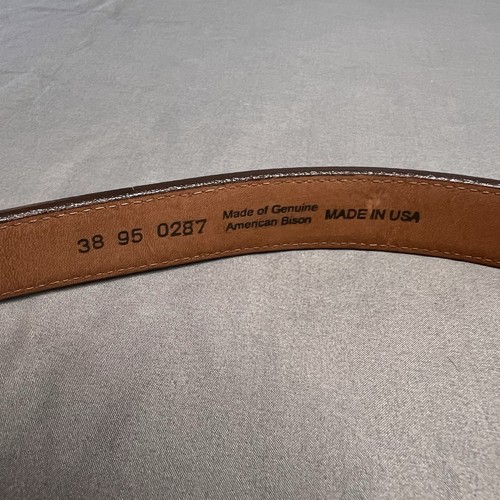 38 95 0287
Made of Genuine
American Bison
MADE IN USA